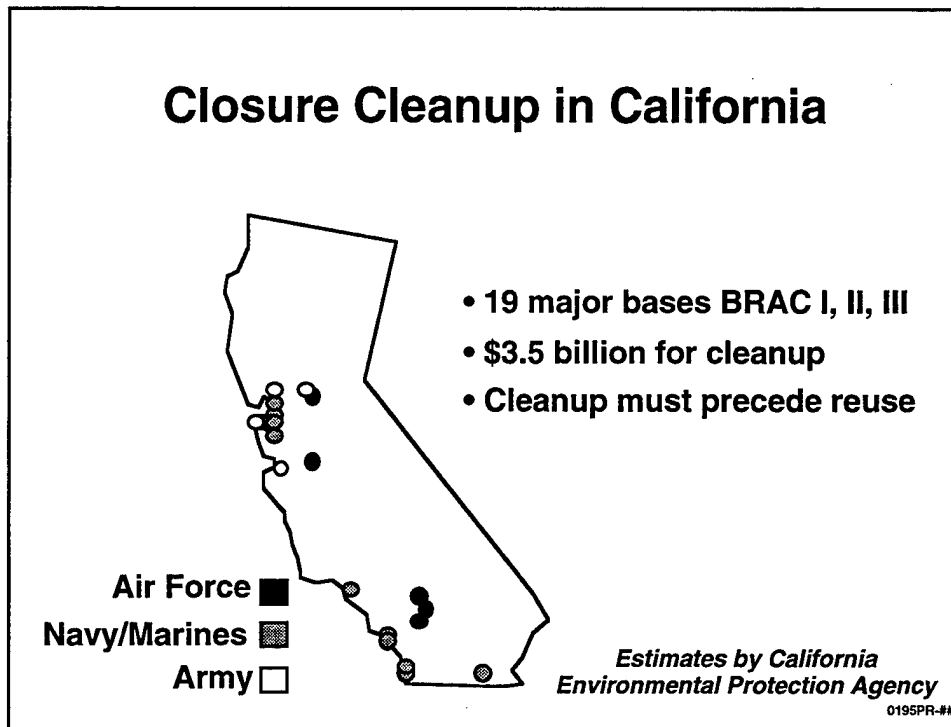 Closure Cleanup in California
• 19 major bases BRAC I, II, III
• $3.5 billion for cleanup
• Cleanup must precede reuse
Air Force
Navy/Marines
Army
Estimates by California
Environmental Protection Agency